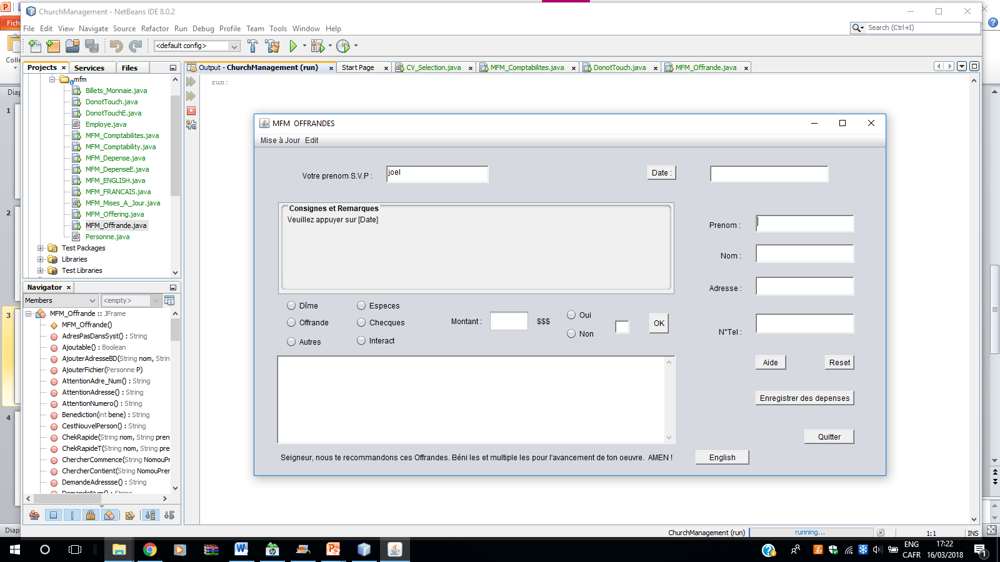 ChurchManagement - NetBeans IDE 8.0.2
Fich
File Edit View Navigate Source Refactor Run Debug Profile Team Tools Window Help
Search (Ctrl+I)
<default config>
Colle
Projects Services Files
Output - ChurchManagement (run) Start Page CV_Selection.java MFM_Comptabilites.java DonotTouch.java MFM_Offrande.java
mfm
Billets_Monnaie.java
DonotTouch.java
DonotTouchE.java
Employe.java
MFM_Comptabilites.java
MFM_Comptability.java
MFM_Depense.java
MFM_DepenseE.java
MFM_ENGLISH.java
MFM_FRANCAIS.java
MFM_Mises_A_Jour.java
MFM_Offering.java
MFM_Offrande.java
Personne.java
Test Packages
Libraries
Test Libraries
Diap
1
2
3
4
Diap
Navigator
Members <empty>
MFM_Offrande :: JFrame
MFM_Offrande()
AdresPasDansSyst() : String
Ajoutable() : Boolean
AjouterAdresseBD(String nom, Strin
AjouterFichier(Personne P)
AttentionAdre_Num() : String
AttentionAdresse() : String
AttentionNumero() : String
Benediction(int bene) : String
CestNouvelPerson() : String
ChekRapide(String nom, String pren
ChekRapideT(String nom, String pre
ChercherCommence(String NomouPr
ChercherContient(String NomouPrer
DemandeAdressse() : String
DemandeNum() : String
run:
MFM OFFRANDES
Mise à Jour Edit
Votre prenom S.V.P : joel Date :
Consignes et Remarques
Veuillez appuyer sur [Date]
Prenom :
Nom :
Adresse :
N°Tel :
Dîme Especes
Offrande Checques
Autres Interact
Montant : $$$
Oui
Non
OK
Aide Reset
Enregistrer des depenses
Quitter
Seigneur, nous te recommandons ces Offrandes. Béni les et multiple les pour l'avancement de ton oeuvre. AMEN !
English
ChurchManagement (run) running... 1:1 INS
ENG
CAFR
17:22
16/03/2018
1